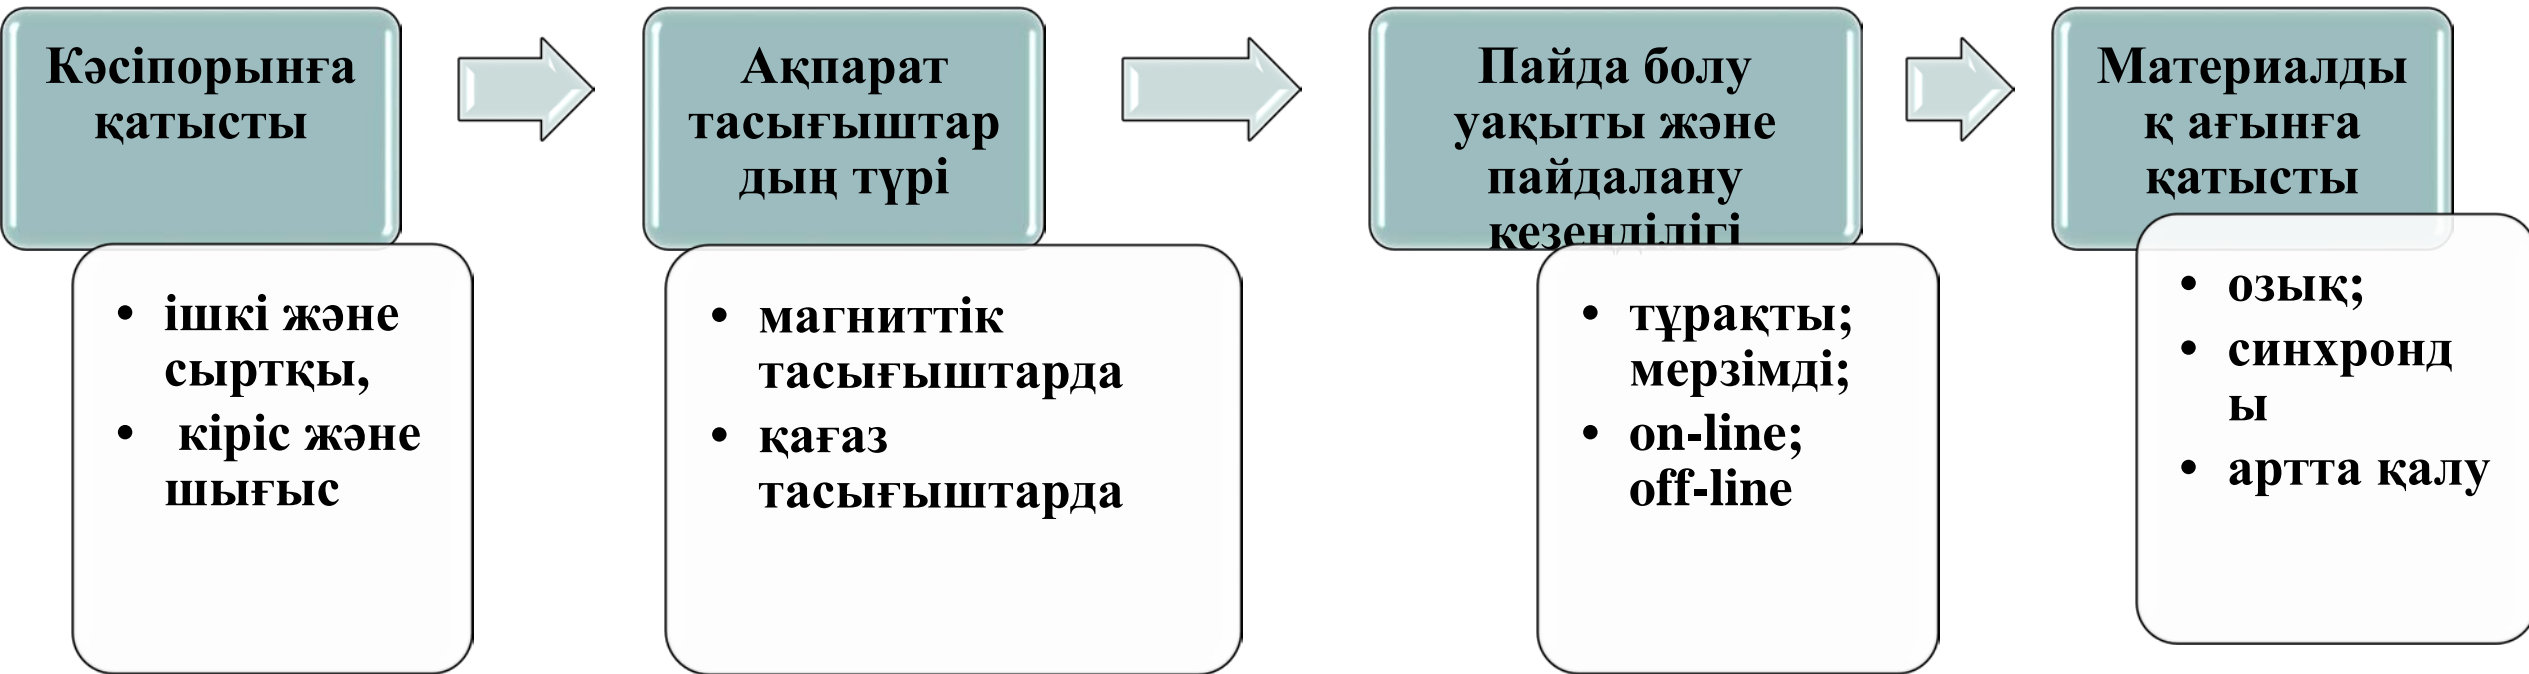 Кәсіпорынға
қатысты
• ішкі және
сыртқы,
• кіріс және
шығыс
Ақпарат
тасығыштар
дың түрі
• магниттік
тасығыштарда
• қағаз
тасығыштарда
Пайда болу
уақыты және
пайдалану
кезеңділігі
• тұрақты;
мерзімді;
• on-line;
off-line
Материалды
қ ағынға
қатысты
• озық;
• синхронд
ы
• артта қалу